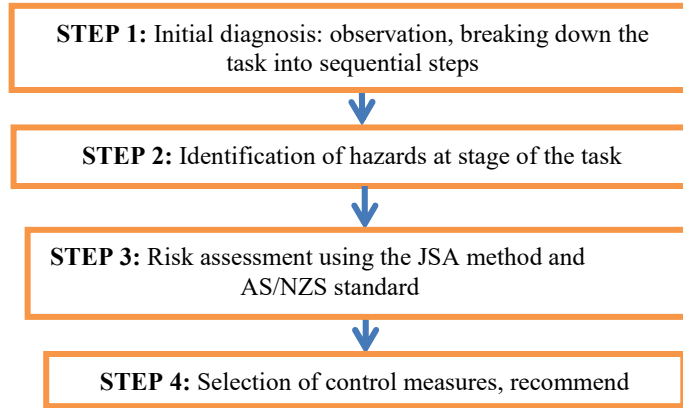 STEP 1: Initial diagnosis: observation, breaking down the
task into sequential steps
STEP 2: Identification of hazards at stage of the task
STEP 3: Risk assessment using the JSA method and
AS/NZS standard
STEP 4: Selection of control measures, recommend